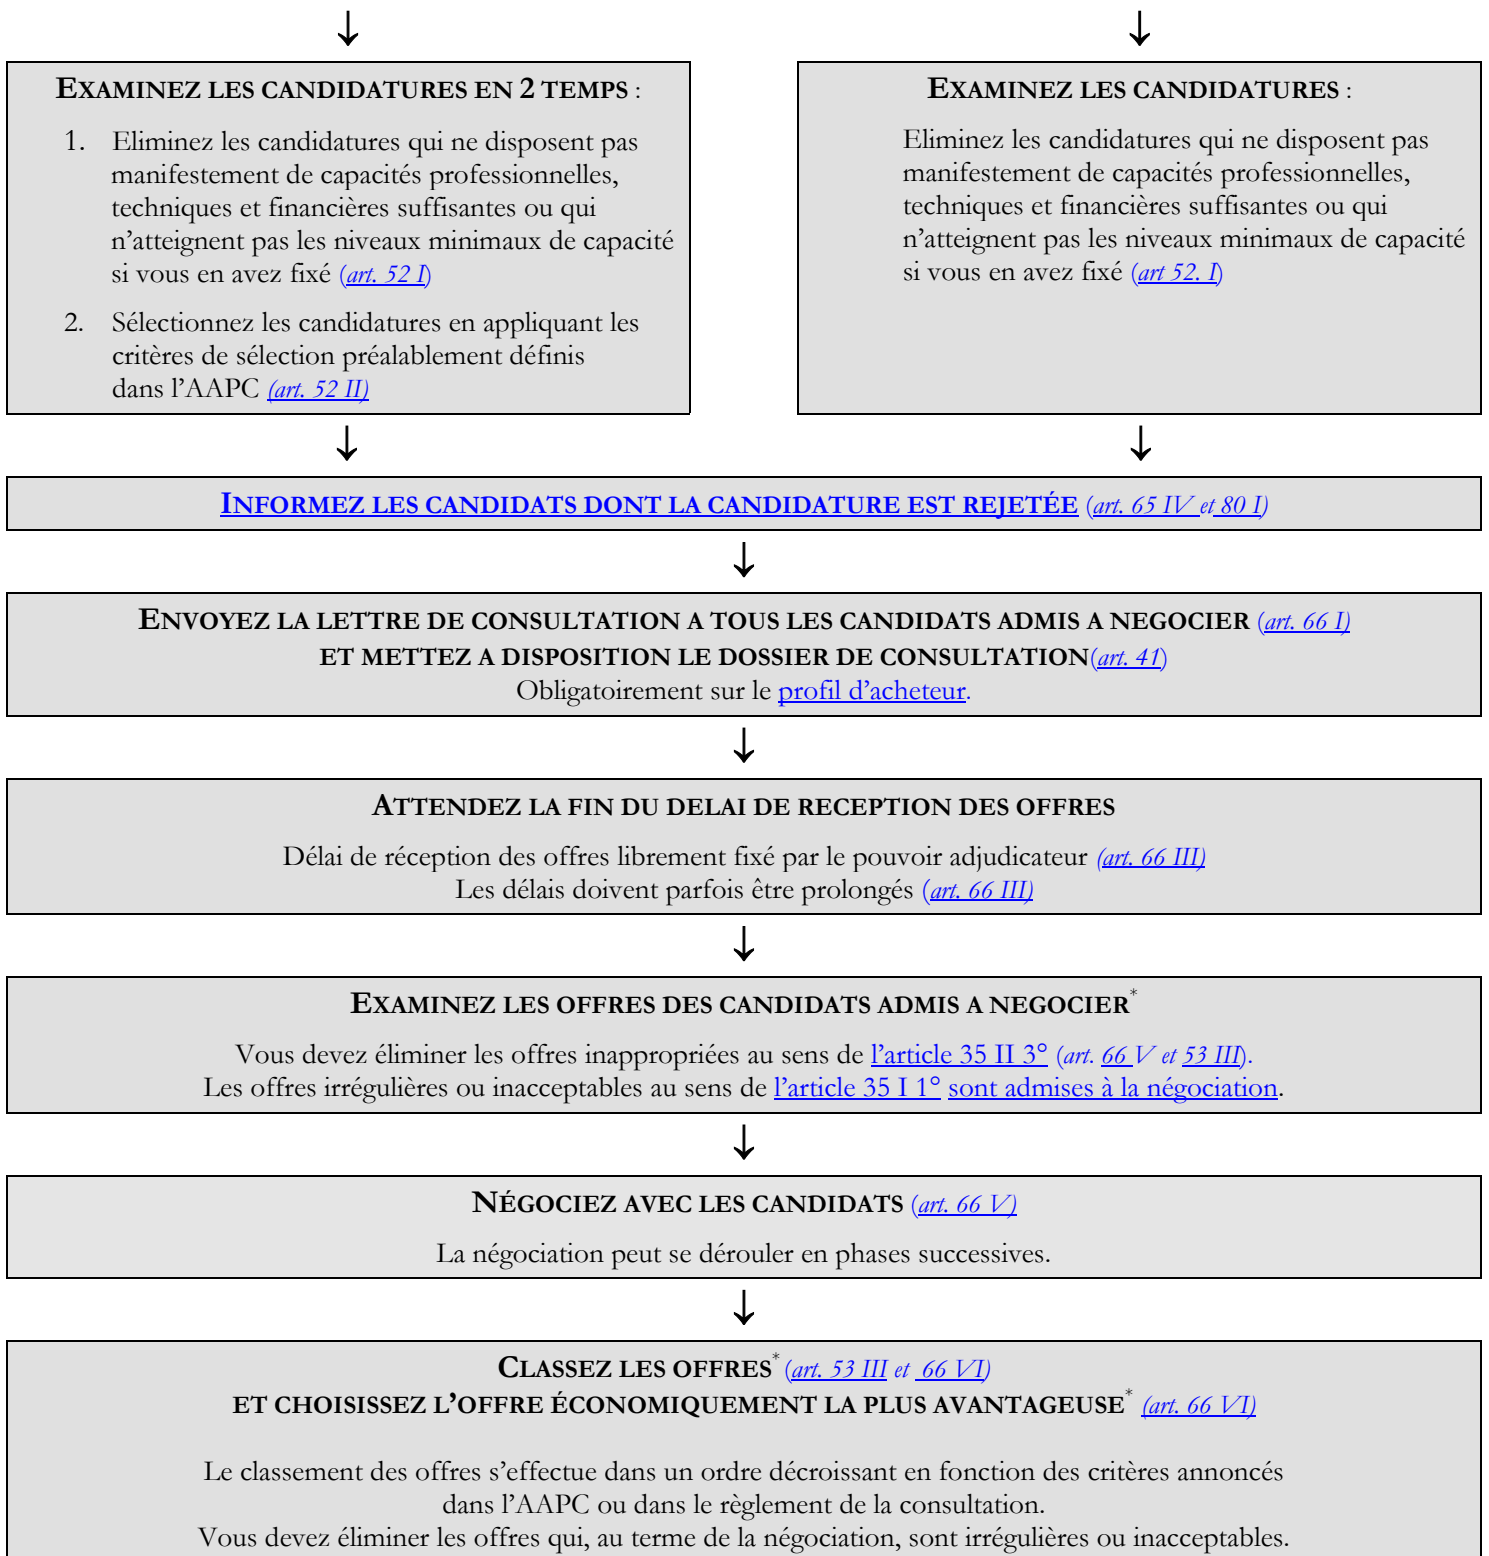 EXAMINEZ LES CANDIDATURES EN 2 TEMPS :
1. Eliminez les candidatures qui ne disposent pas
manifestement de capacités professionnelles,
techniques et financières suffisantes ou qui
n’atteignent pas les niveaux minimaux de capacité
si vous en avez fixé (art. 52 I)
2. Sélectionnez les candidatures en appliquant les
critères de sélection préalablement définis
dans l’AAPC (art. 52 II)
EXAMINEZ LES CANDIDATURES :
Eliminez les candidatures qui ne disposent pas
manifestement de capacités professionnelles,
techniques et financières suffisantes ou qui
n’atteignent pas les niveaux minimaux de capacité
si vous en avez fixé (art 52. I)
INFORMEZ LES CANDIDATS DONT LA CANDIDATURE EST REJETÉE (art. 65 IV et 80 I)
ENVOYEZ LA LETTRE DE CONSULTATION A TOUS LES CANDIDATS ADMIS A NEGOCIER (art. 66 I)
ET METTEZ A DISPOSITION LE DOSSIER DE CONSULTATION(art. 41)
Obligatoirement sur le profil d’acheteur.
ATTENDEZ LA FIN DU DELAI DE RECEPTION DES OFFRES
Délai de réception des offres librement fixé par le pouvoir adjudicateur (art. 66 III)
Les délais doivent parfois être prolongés (art. 66 III)
EXAMINEZ LES OFFRES DES CANDIDATS ADMIS A NEGOCIER*
Vous devez éliminer les offres inappropriées au sens de l’article 35 II 3° (art. 66 V et 53 III).
Les offres irrégulières ou inacceptables au sens de l’article 35 I 1° sont admises à la négociation.
NÉGOCIEZ AVEC LES CANDIDATS (art. 66 V)
La négociation peut se dérouler en phases successives.
CLASSEZ LES OFFRES* (art. 53 III et 66 VI)
ET CHOISISSEZ L’OFFRE ÉCONOMIQUEMENT LA PLUS AVANTAGEUSE* (art. 66 VI)
Le classement des offres s’effectue dans un ordre décroissant en fonction des critères annoncés
dans l’AAPC ou dans le règlement de la consultation.
Vous devez éliminer les offres qui, au terme de la négociation, sont irrégulières ou inacceptables.